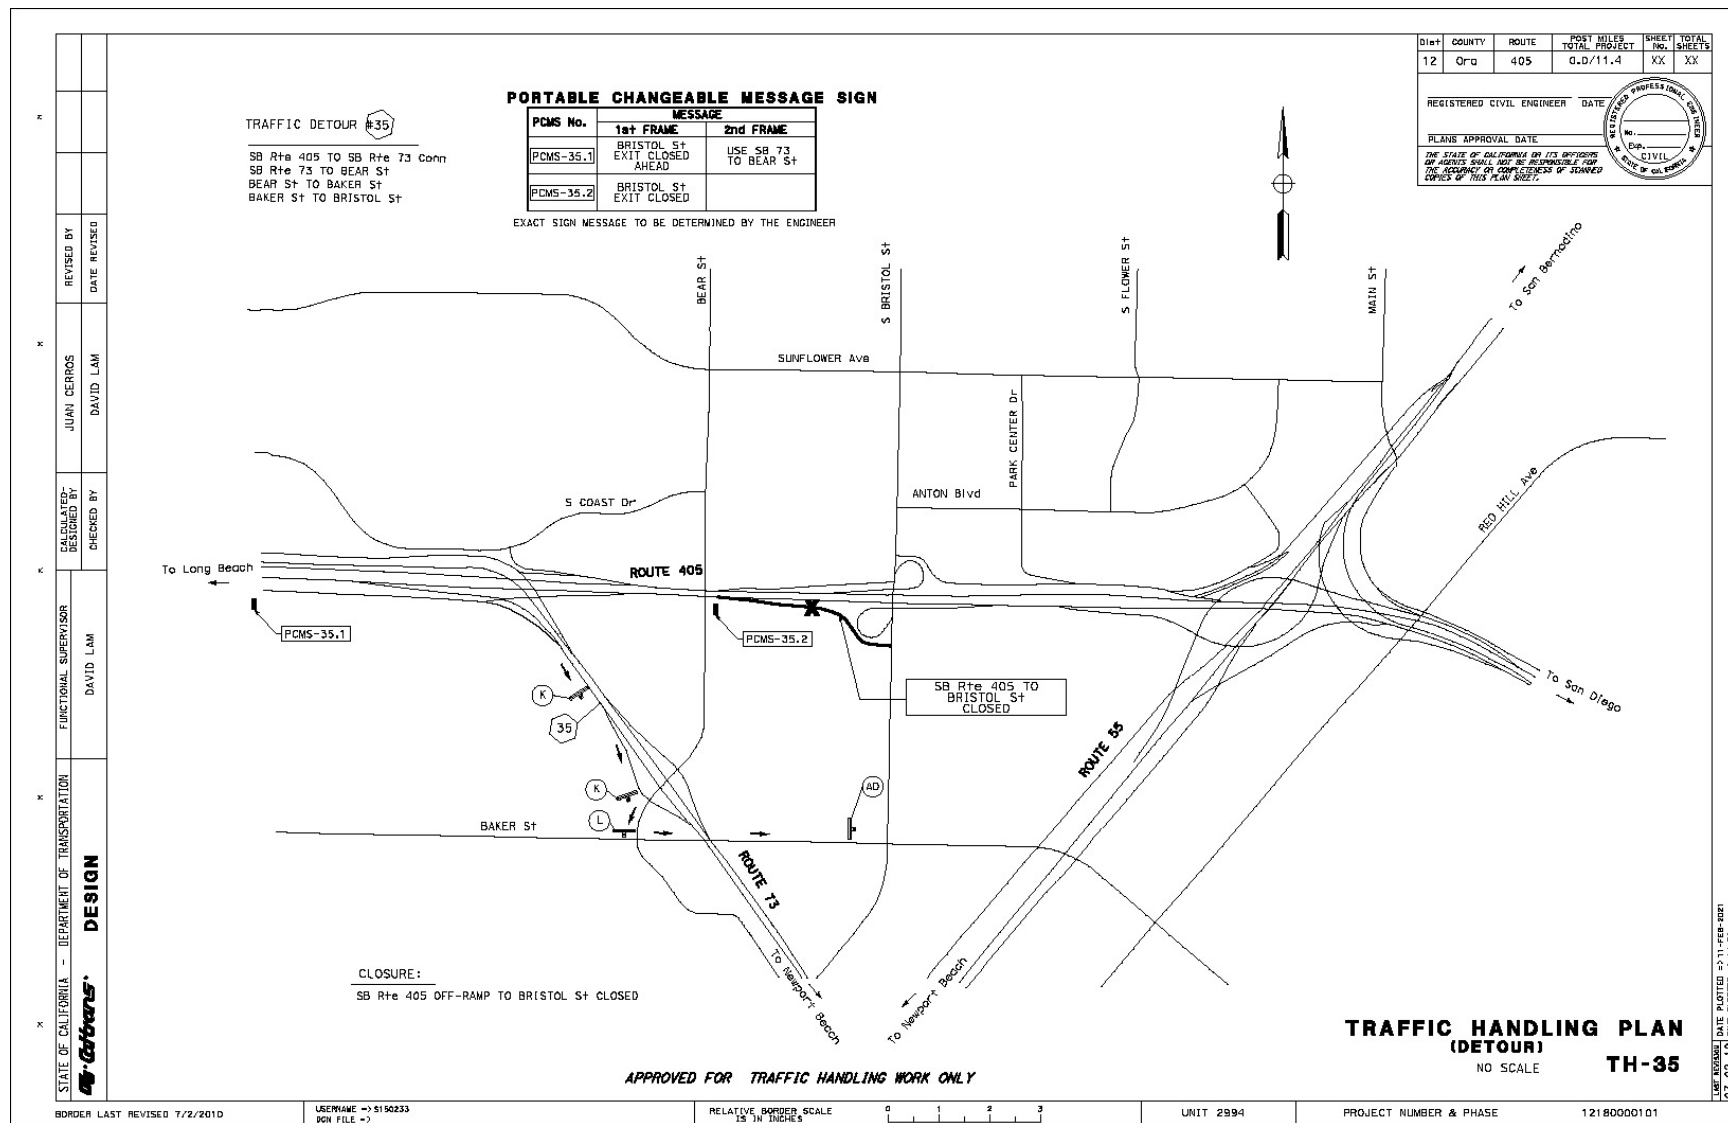 Dist COUNTY ROUTE POST MILES TOTAL PROJECT SHEET No. TOTAL SHEETS
12 Ora 405 0.0/11.4 XX XX
REGISTERED CIVIL ENGINEER DATE
PLANS APPROVAL DATE
THE STATE OF CALIFORNIA OR ITS OFFICERS
OR AGENTS SHALL NOT BE RESPONSIBLE FOR
THE ACCURACY OR COMPLETENESS OF SCANNED
COPIES OF THIS PLAN SHEET.
REGISTERED PROFESSIONAL ENGINEER
No.
Exp.
CIVIL
STATE OF CALIFORNIA
TRAFFIC DETOUR #35
SB Rte 405 TO SB Rte 73 Conn
SB Rte 73 TO BEAR St
BEAR St TO BAKER St
BAKER St TO BRISTOL St
PORTABLE CHANGEABLE MESSAGE SIGN
PCMS No. MESSAGE
1st FRAME 2nd FRAME
PCMS-35.1 BRISTOL St EXIT CLOSED AHEAD USE SB 73 TO BEAR St
PCMS-35.2 BRISTOL St EXIT CLOSED
EXACT SIGN MESSAGE TO BE DETERMINED BY THE ENGINEER
BEAR St
S BRISTOL St
S FLOWER St
MAIN St
To San Bernadino
SUNFLOWER Ave
PARK CENTER Dr
ANTON Blvd
S COAST Dr
RED HILL Ave
To Long Beach
ROUTE 405
PCMS-35.1
PCMS-35.2
SB Rte 405 TO
BRISTOL St
CLOSED
To San Diego
K
35
ROUTE 55
K
L
AD
BAKER St
ROUTE 73
To Newport Beach
To Newport Beach
CLOSURE:
SB Rte 405 OFF-RAMP TO BRISTOL St CLOSED
APPROVED FOR TRAFFIC HANDLING WORK ONLY
TRAFFIC HANDLING PLAN
(DETOUR)
NO SCALE TH-35
REVISED BY
DATE REVISED
JUAN CERROS
DAVID LAM
CALCULATED-
DESIGNED BY
CHECKED BY
FUNCTIONAL SUPERVISOR
DAVID LAM
STATE OF CALIFORNIA - DEPARTMENT OF TRANSPORTATION
DESIGN
Caltrans
BORDER LAST REVISED 7/2/2010
USERNAME => s150233
DGN FILE =>
RELATIVE BORDER SCALE
IS IN INCHES
0 1 2 3
UNIT 2994
PROJECT NUMBER & PHASE
12180000101
LAST REVISION
DATE PLOTTED => 11-FEB-2021